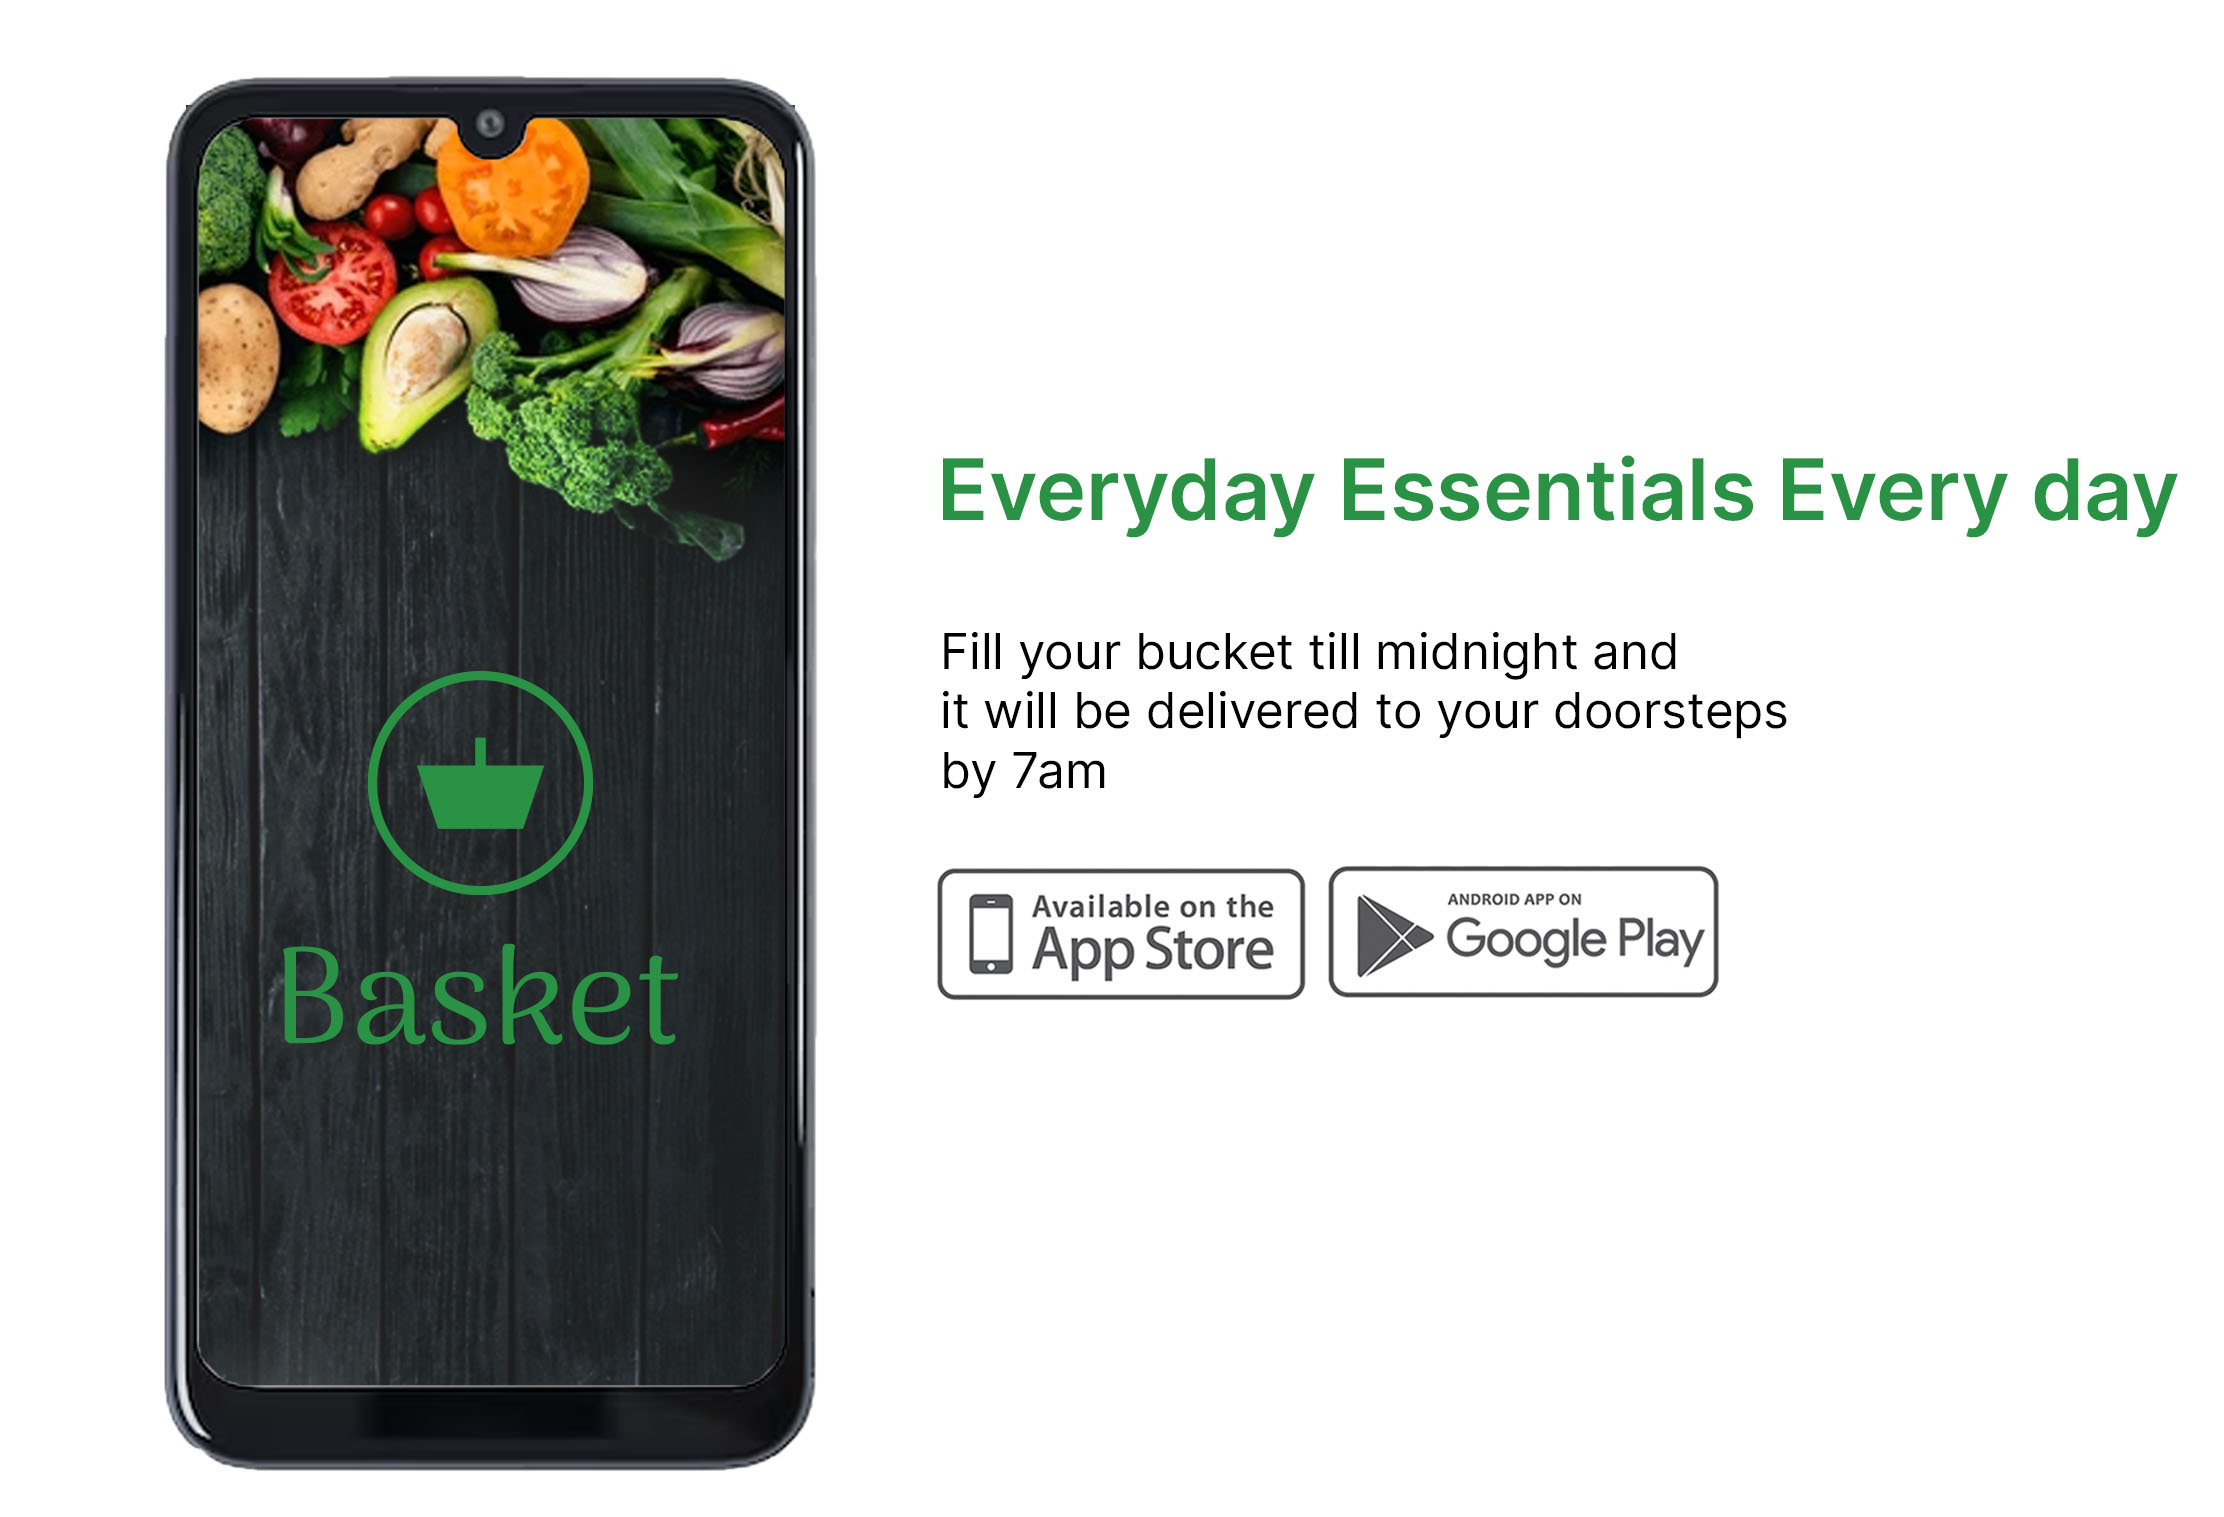 Basket
Everyday Essentials Every day
Fill your bucket till midnight and
it will be delivered to your doorsteps
by 7am
Available on the
App Store
ANDROID APP ON
Google Play